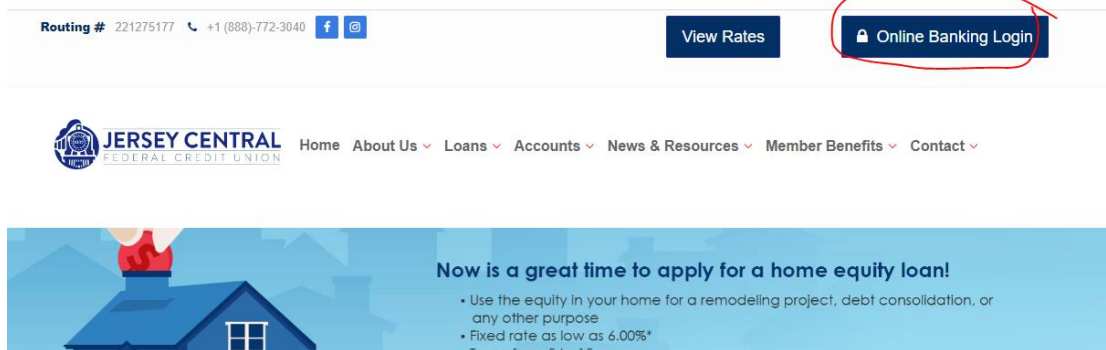 Routing # 221275177 +1 (888)-772-3040
View Rates
Online Banking Login
JERSEY CENTRAL
FEDERAL CREDIT UNION
Home About Us Loans Accounts News & Resources Member Benefits Contact
Now is a great time to apply for a home equity loan!
• Use the equity in your home for a remodeling project, debt consolidation, or
any other purpose
• Fixed rate as low as 6.00%*